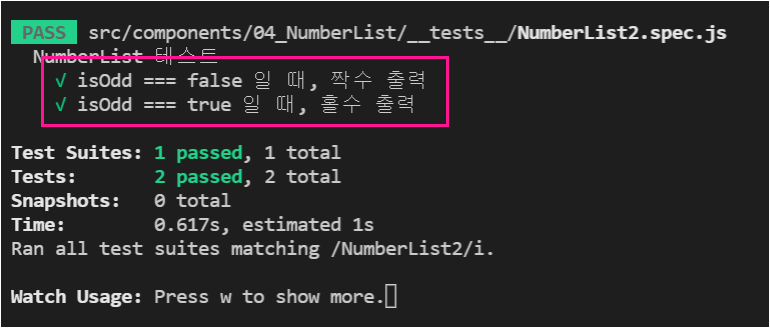 PASS src/components/04_NumberList/__tests__/NumberList2.spec.js
NumberList 테스트
√ isOdd === false 일 때, 짝수 출력
√ isOdd === true 일 때, 홀수 출력
Test Suites: 1 passed, 1 total
Tests: 2 passed, 2 total
Snapshots: 0 total
Time: 0.617s, estimated 1s
Ran all test suites matching /NumberList2/i.
Watch Usage: Press w to show more.